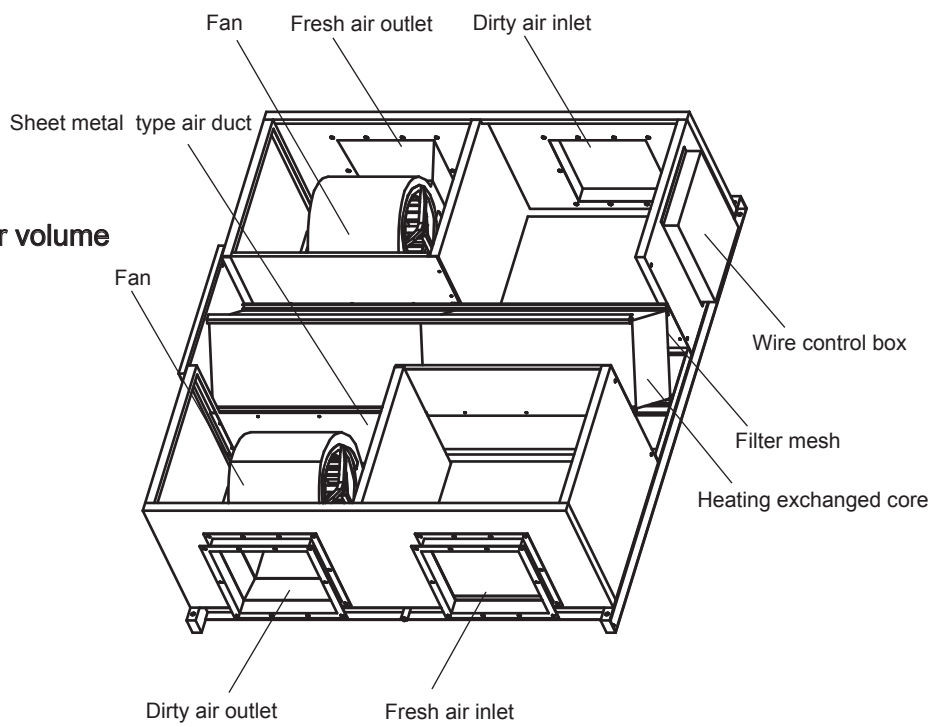 Fan
Fresh air outlet
Dirty air inlet
Sheet metal type air duct
r volume
Fan
Wire control box
Filter mesh
Heating exchanged core
Dirty air outlet
Fresh air inlet